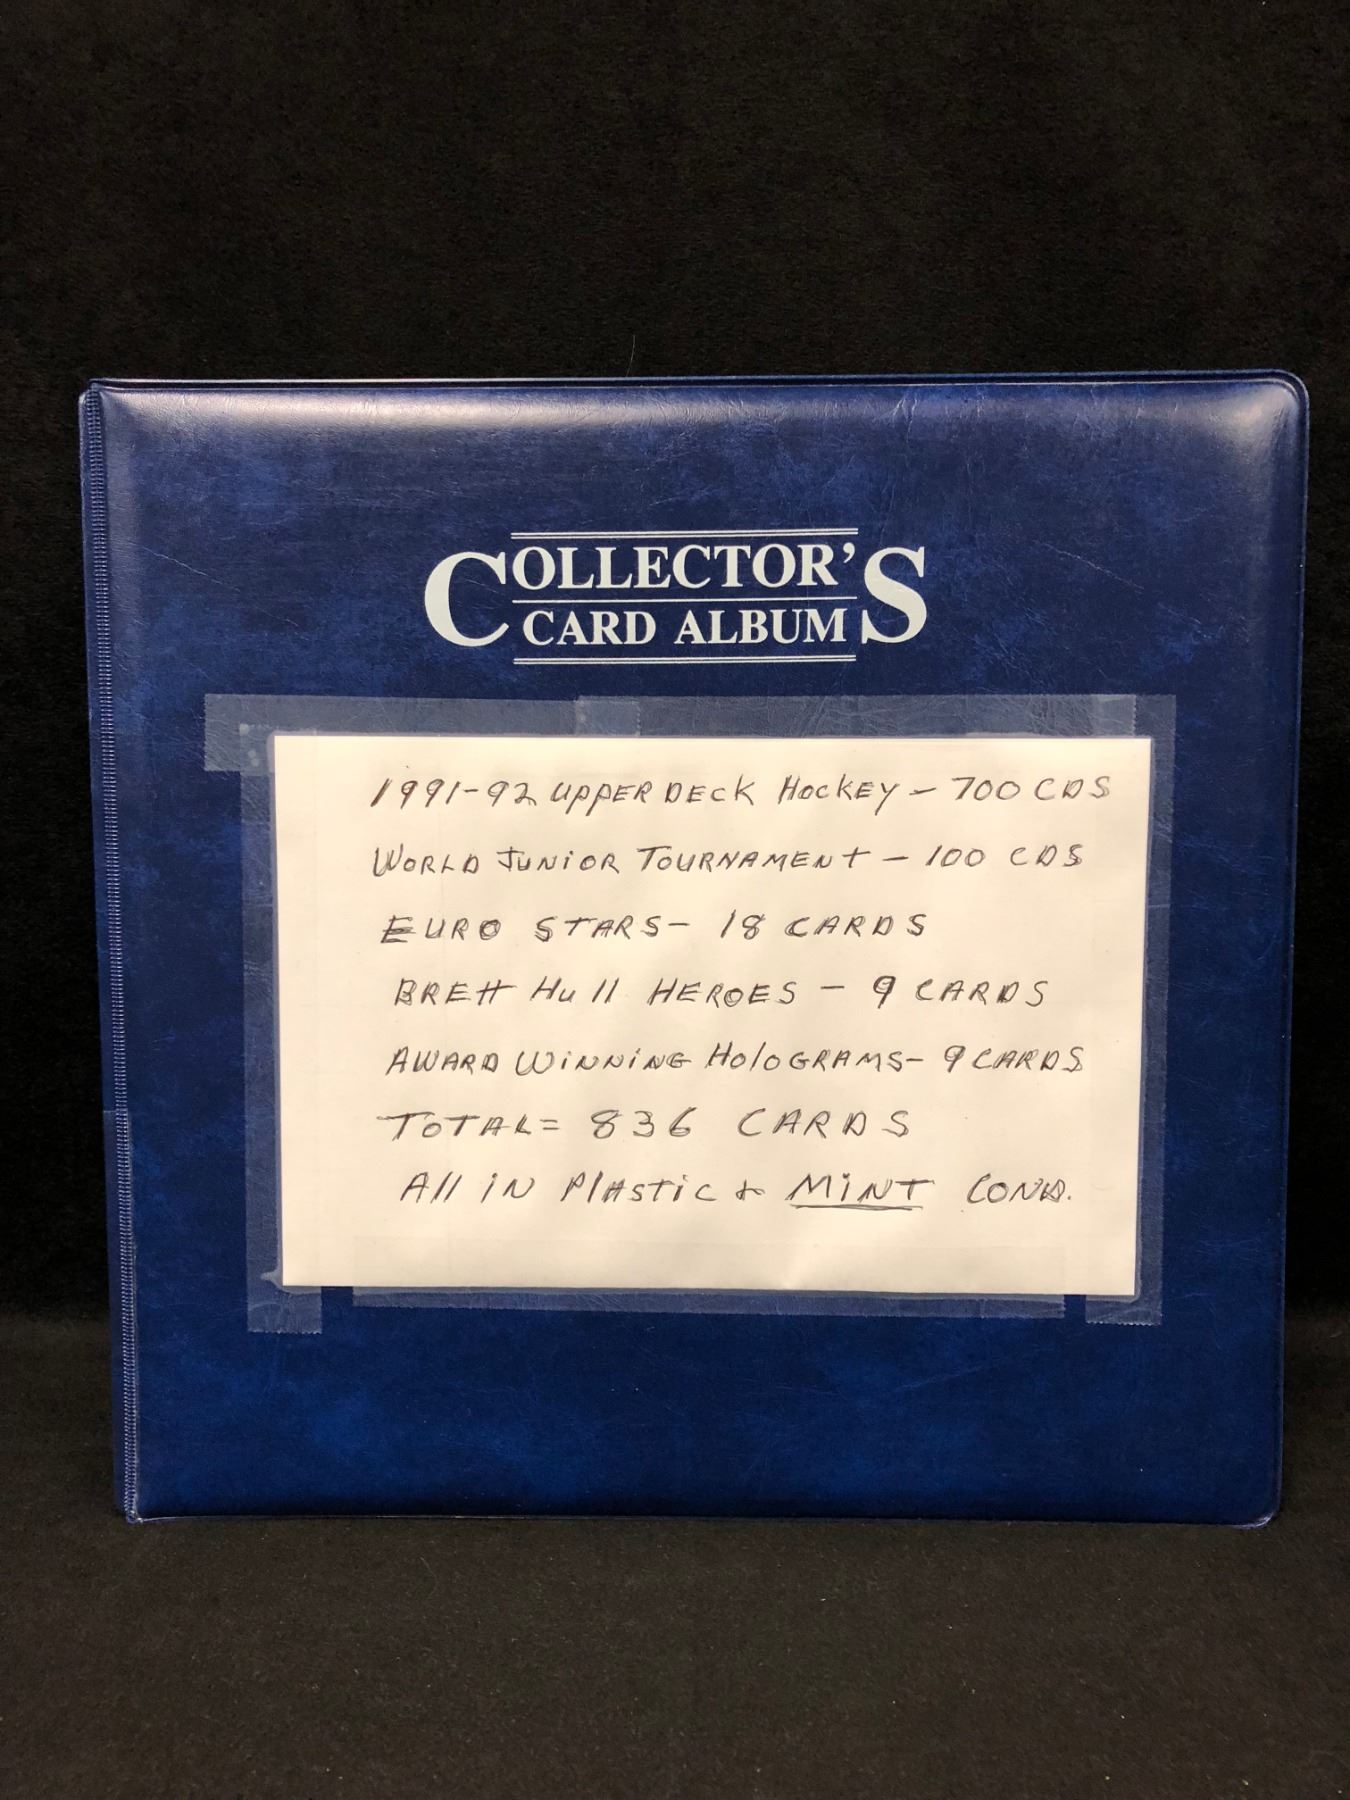 COLLECTOR'S
CARD ALBUM
1991-92 UPPER DECK HOCKEY - 700 CDS
WORLD JUNIOR TOURNAMENT - 100 CDS
EURO STARS - 18 CARDS
BRETT HULL HEROES - 9 CARDS
AWARD WINNING HOLOGRAMS - 9 CARDS
TOTAL = 836 CARDS
All IN PLASTIC & MINT COND.